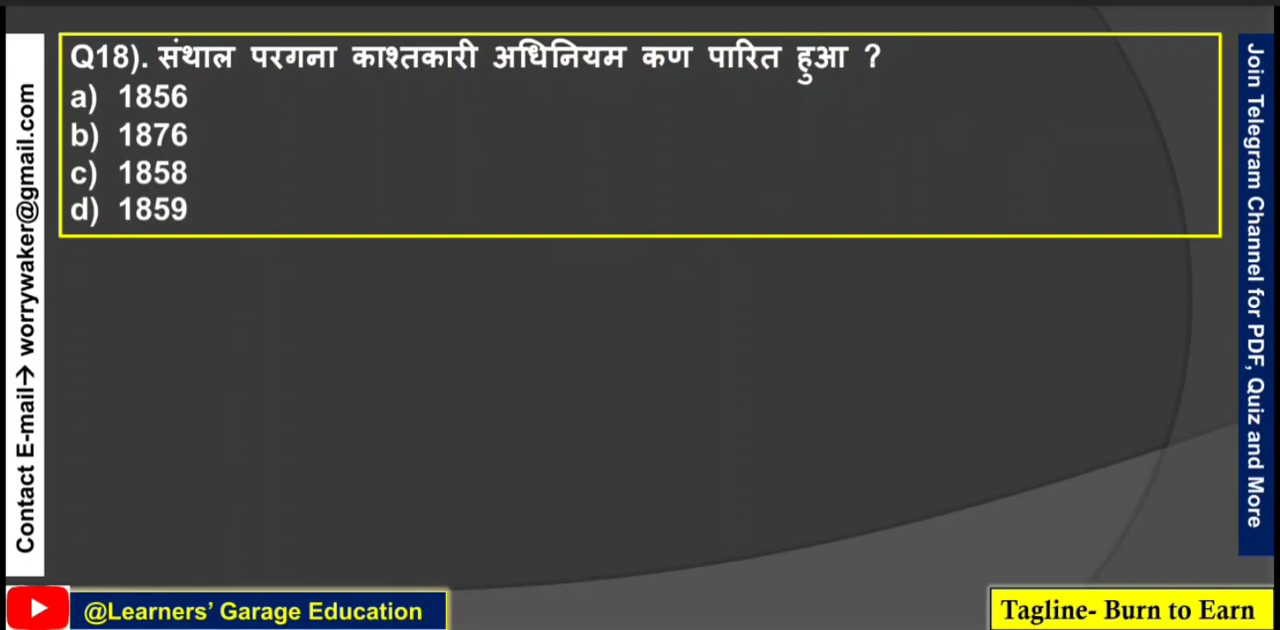 Q18). संथाल परगना काश्तकारी अधिनियम कण पारित हुआ ?
a) 1856
b) 1876
c) 1858
d) 1859
Contact E-mail→ worrywaker@gmail.com
Join Telegram Channel for PDF, Quiz and More
@Learners’ Garage Education
Tagline- Burn to Earn